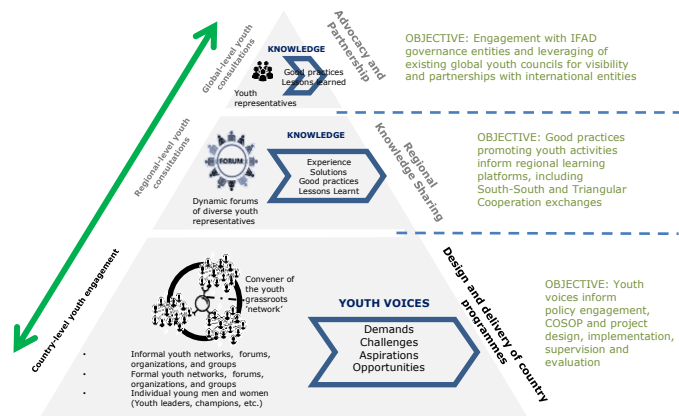 Global-level youth
consultations
KNOWLEDGE
Good practices
Lessons learned
Youth
representatives
Advocacy and
Partnership
OBJECTIVE: Engagement with IFAD
governance entities and leveraging of
existing global youth councils for visibility
and partnerships with international entities
Regional-level youth
consultations
KNOWLEDGE
FORUM
Experience
Solutions
Good practices
Lessons Learnt
Dynamic forums
of diverse youth
representatives
Regional
Knowledge Sharing
OBJECTIVE: Good practices
promoting youth activities
inform regional learning
platforms, including
South-South and Triangular
Cooperation exchanges
Country-level youth engagement
Convener of
the youth
grassroots
‘network’
YOUTH VOICES
Demands
Challenges
Aspirations
Opportunities
• Informal youth networks, forums,
organizations, and groups
• Formal youth networks, forums,
organizations, and groups
• Individual young men and women
(Youth leaders, champions, etc.)
Design and delivery of country
programmes
OBJECTIVE: Youth
voices inform
policy engagement,
COSOP and project
design, implementation,
supervision and
evaluation